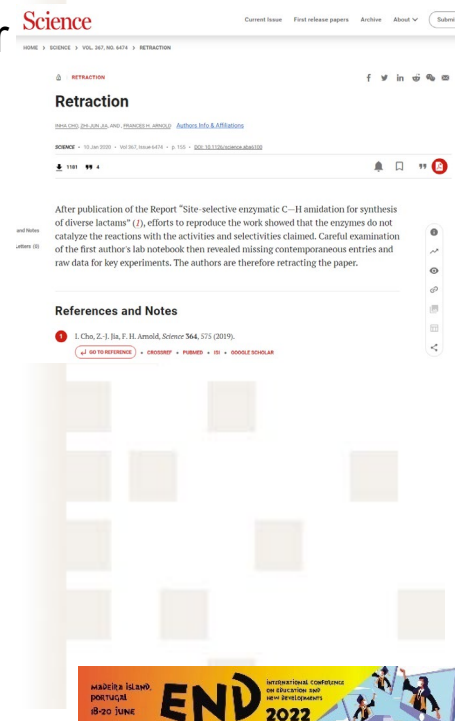 Science
Current Issue First release papers Archive About Submi
HOME > SCIENCE > VOL. 367, NO. 6474 > RETRACTION
RETRACTION
Retraction
INHA CHO, ZHI-JUN JIA, AND, FRANCES H. ARNOLD Authors Info & Affiliations
SCIENCE • 10 Jan 2020 • Vol 367, Issue 6474 • p. 155 • DOI: 10.1126/science.aba6100
1181 4
After publication of the Report “Site-selective enzymatic C—H amidation for synthesis
of diverse lactams” (1), efforts to reproduce the work showed that the enzymes do not
catalyze the reactions with the activities and selectivities claimed. Careful examination
of the first author's lab notebook then revealed missing contemporaneous entries and
raw data for key experiments. The authors are therefore retracting the paper.
and Notes
Letters (0)
References and Notes
1 I. Cho, Z.-J. Jia, F. H. Arnold, Science 364, 575 (2019).
GO TO REFERENCE • CROSSREF • PUBMED • ISI • GOOGLE SCHOLAR
MADEIRA ISLAND,
PORTUGAL
18-20 JUNE
END
INTERNATIONAL CONFERENCE
ON EDUCATION AND
NEW DEVELOPMENTS
2022